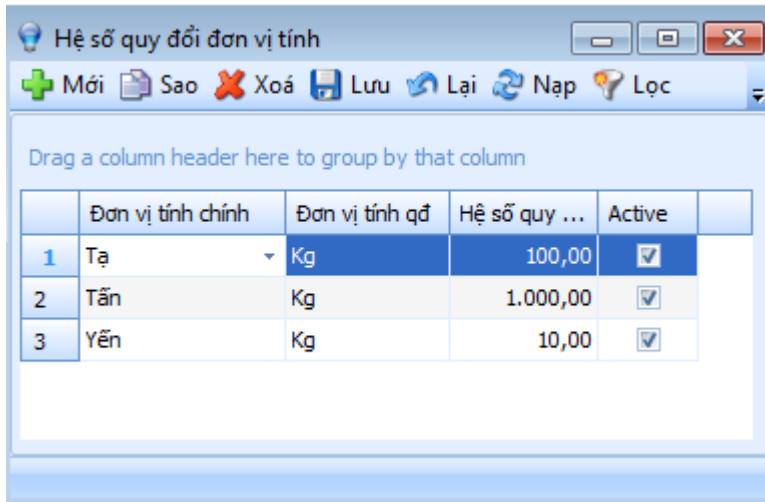 Hệ số quy đổi đơn vị tính
Mới Sao Xoá Lưu Lại Nạp Lọc
Drag a column header here to group by that column
Đơn vị tính chính Đơn vị tính qđ Hệ số quy ... Active
1 Tạ Kg 100,00
2 Tấn Kg 1.000,00
3 Yến Kg 10,00